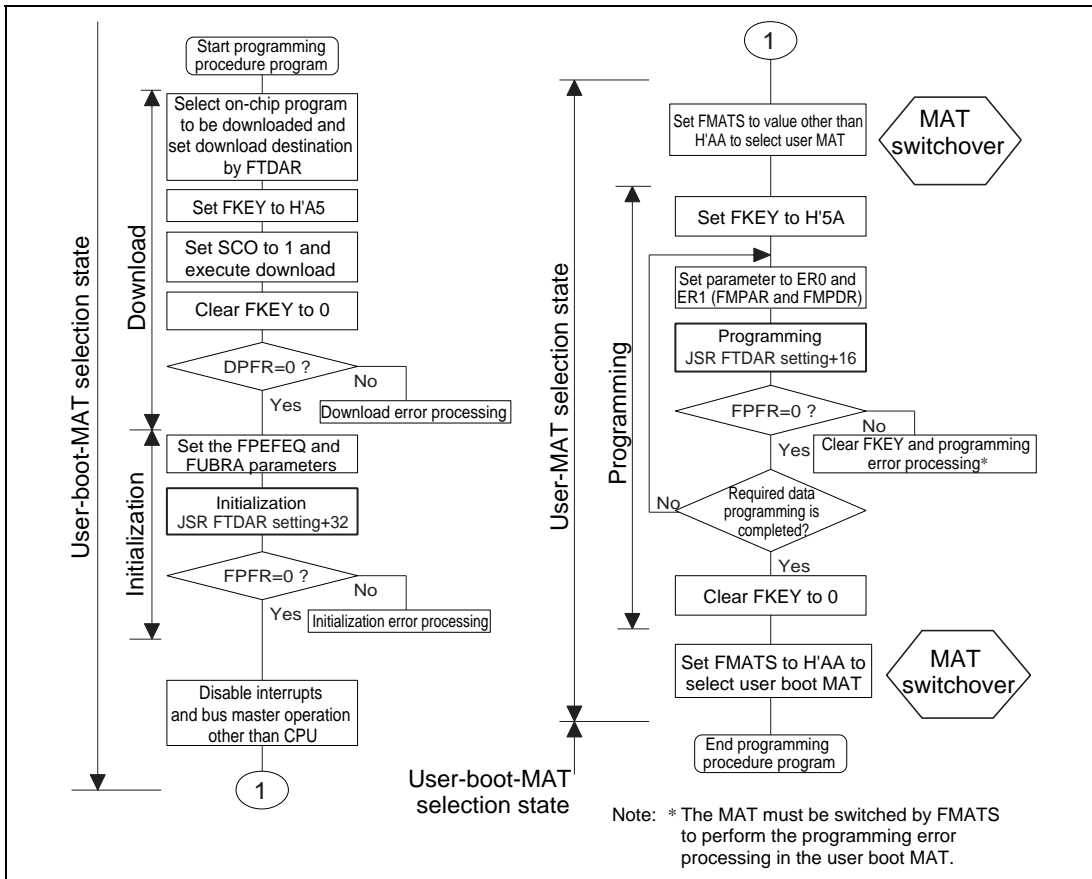 User-boot-MAT selection state
Download
Initialization
Start programming
procedure program
Select on-chip program
to be downloaded and
set download destination
by FTDAR
Set FKEY to H'A5
Set SCO to 1 and
execute download
Clear FKEY to 0
DPFR=0 ?
No
Yes
Download error processing
Set the FPEFEQ and
FUBRA parameters
Initialization
JSR FTDAR setting+32
FPFR=0 ?
No
Yes
Initialization error processing
Disable interrupts
and bus master operation
other than CPU
1
1
User-MAT selection state
Programming
Set FMATS to value other than
H'AA to select user MAT
MAT
switchover
Set FKEY to H'5A
Set parameter to ER0 and
ER1 (FMPAR and FMPDR)
Programming
JSR FTDAR setting+16
FPFR=0 ?
No
Yes
Clear FKEY and programming
error processing*
No
Required data
programming is
completed?
Yes
Clear FKEY to 0
Set FMATS to H'AA to
select user boot MAT
MAT
switchover
End programming
procedure program
User-boot-MAT
selection state
Note: * The MAT must be switched by FMATS
to perform the programming error
processing in the user boot MAT.